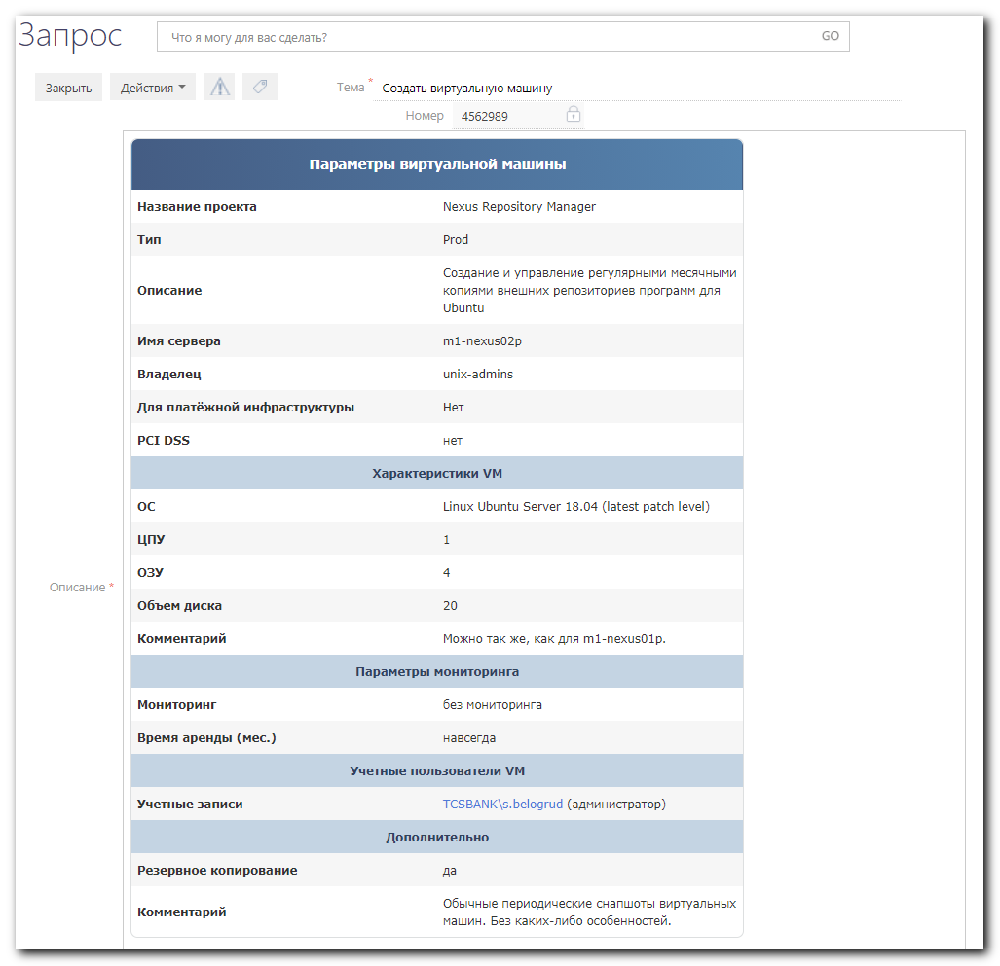 Запрос
Что я могу для вас сделать?
GO
Закрыть
Действия
Тема *
Создать виртуальную машину
Номер
4562989
Параметры виртуальной машины
Название проекта
Nexus Repository Manager
Тип
Prod
Описание
Создание и управление регулярными месячными
копиями внешних репозиториев программ для
Ubuntu
Имя сервера
m1-nexus02p
Владелец
unix-admins
Для платёжной инфраструктуры
Нет
PCI DSS
нет
Характеристики VM
ОС
Linux Ubuntu Server 18.04 (latest patch level)
ЦПУ
1
ОЗУ
4
Объем диска
20
Комментарий
Можно так же, как для m1-nexus01p.
Параметры мониторинга
Мониторинг
без мониторинга
Время аренды (мес.)
навсегда
Учетные пользователи VM
Учетные записи
TCSBANK\s.belogrud (администратор)
Дополнительно
Резервное копирование
да
Комментарий
Обычные периодические снапшоты виртуальных
машин. Без каких-либо особенностей.
Описание *